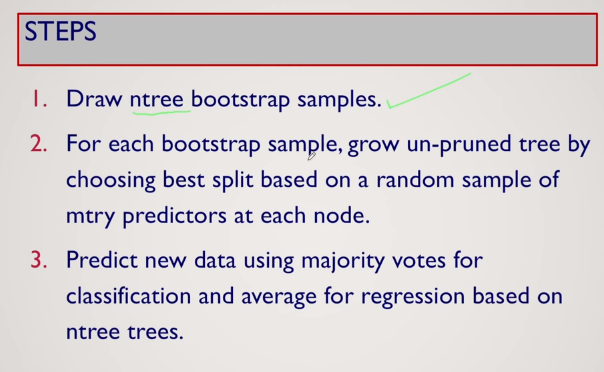 STEPS
1. Draw ntree bootstrap samples.
2. For each bootstrap sample, grow un-pruned tree by
choosing best split based on a random sample of
mtry predictors at each node.
3. Predict new data using majority votes for
classification and average for regression based on
ntree trees.